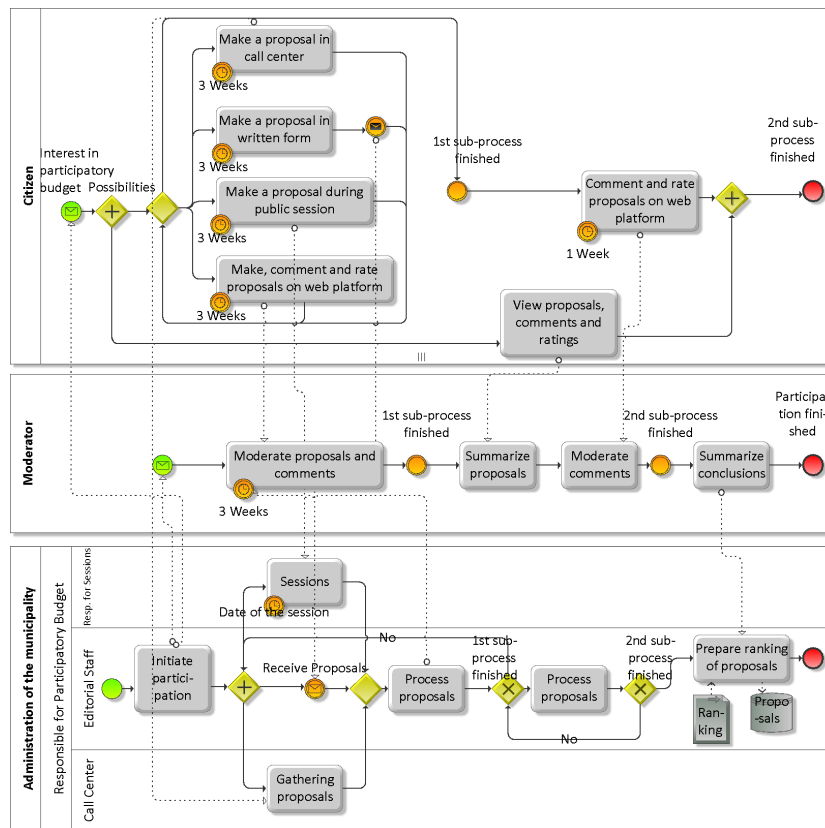 Citizen
Make a proposal in
call center
3 Weeks
Make a proposal in
written form
3 Weeks
Interest in
participatory
budget
Possibilities
Make a proposal during
public session
3 Weeks
Make, comment and rate
proposals on web platform
3 Weeks
1st sub-process
finished
Comment and rate
proposals on web
platform
1 Week
2nd sub-
process
finished
View proposals,
comments and
ratings
Moderator
Moderate proposals and
comments
3 Weeks
1st sub-process
finished
Summarize
proposals
Moderate
comments
2nd sub-process
finished
Summarize
conclusions
Participa-
tion fini-
shed
Administration of the municipality
Responsible for Participatory Budget
Resp. for Sessions
Sessions
Date of the session
Editorial Staff
Initiate
partici-
pation
Receive Proposals
No
Process
proposals
1st sub-
process
finished
Process
proposals
No
2nd sub-
process
finished
Prepare ranking
of proposals
Ran-
king
Propo
-sals
Call Center
Gathering
proposals